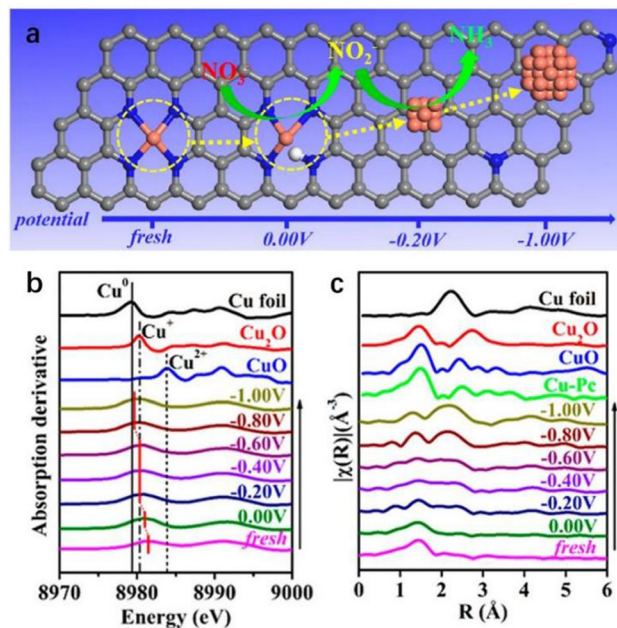 a
NO₃⁻
NO₂⁻
NH₃
potential
fresh
0.00V
-0.20V
-1.00V
b
Cu⁰
Cu foil
Cu⁺
Cu₂O
Cu²⁺
CuO
-1.00V
-0.80V
-0.60V
-0.40V
-0.20V
0.00V
fresh
Absorption derivative
8970 8980 8990 9000
Energy (eV)
c
Cu foil
Cu₂O
CuO
Cu-Pc
-1.00V
-0.80V
-0.60V
-0.40V
-0.20V
0.00V
fresh
|χ(R)|(Å⁻³)
0 1 2 3 4 5 6
R (Å)